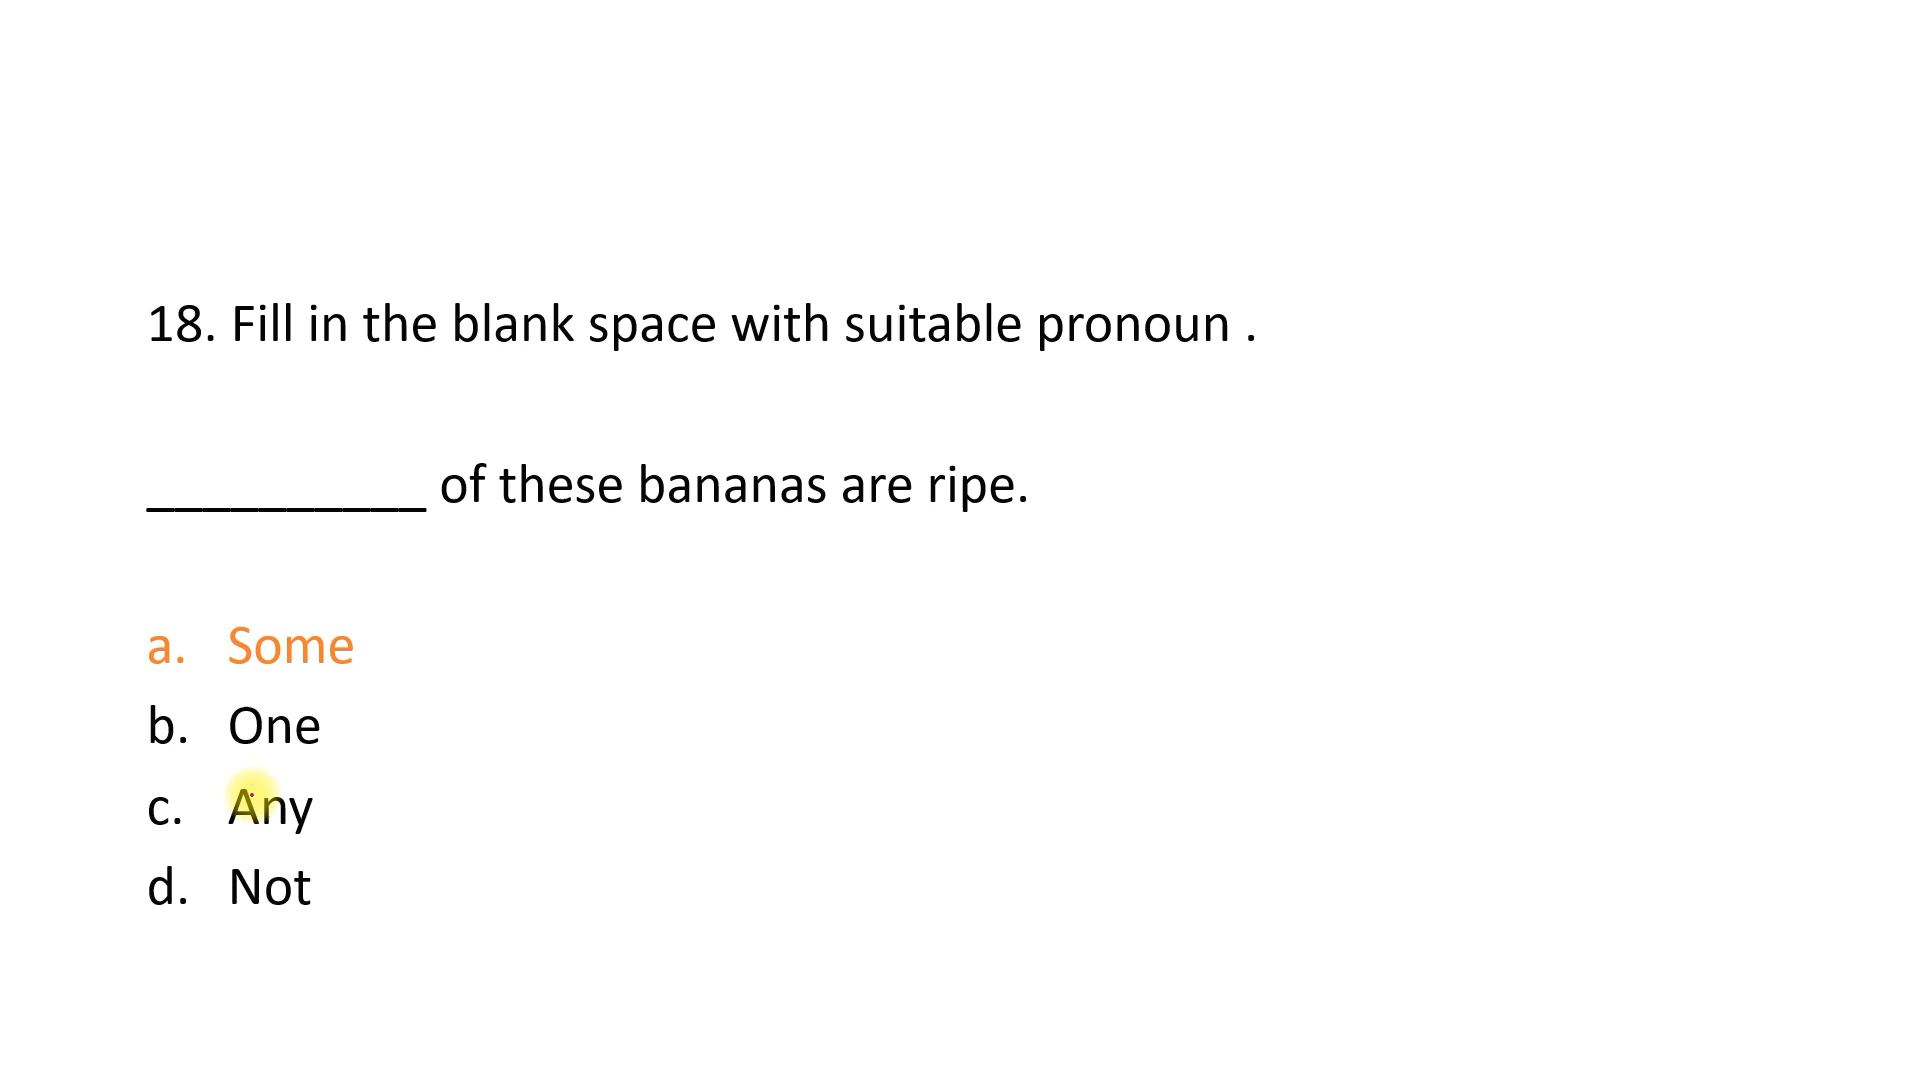 18. Fill in the blank space with suitable pronoun .
__________ of these bananas are ripe.
a. Some
b. One
c. Any
d. Not